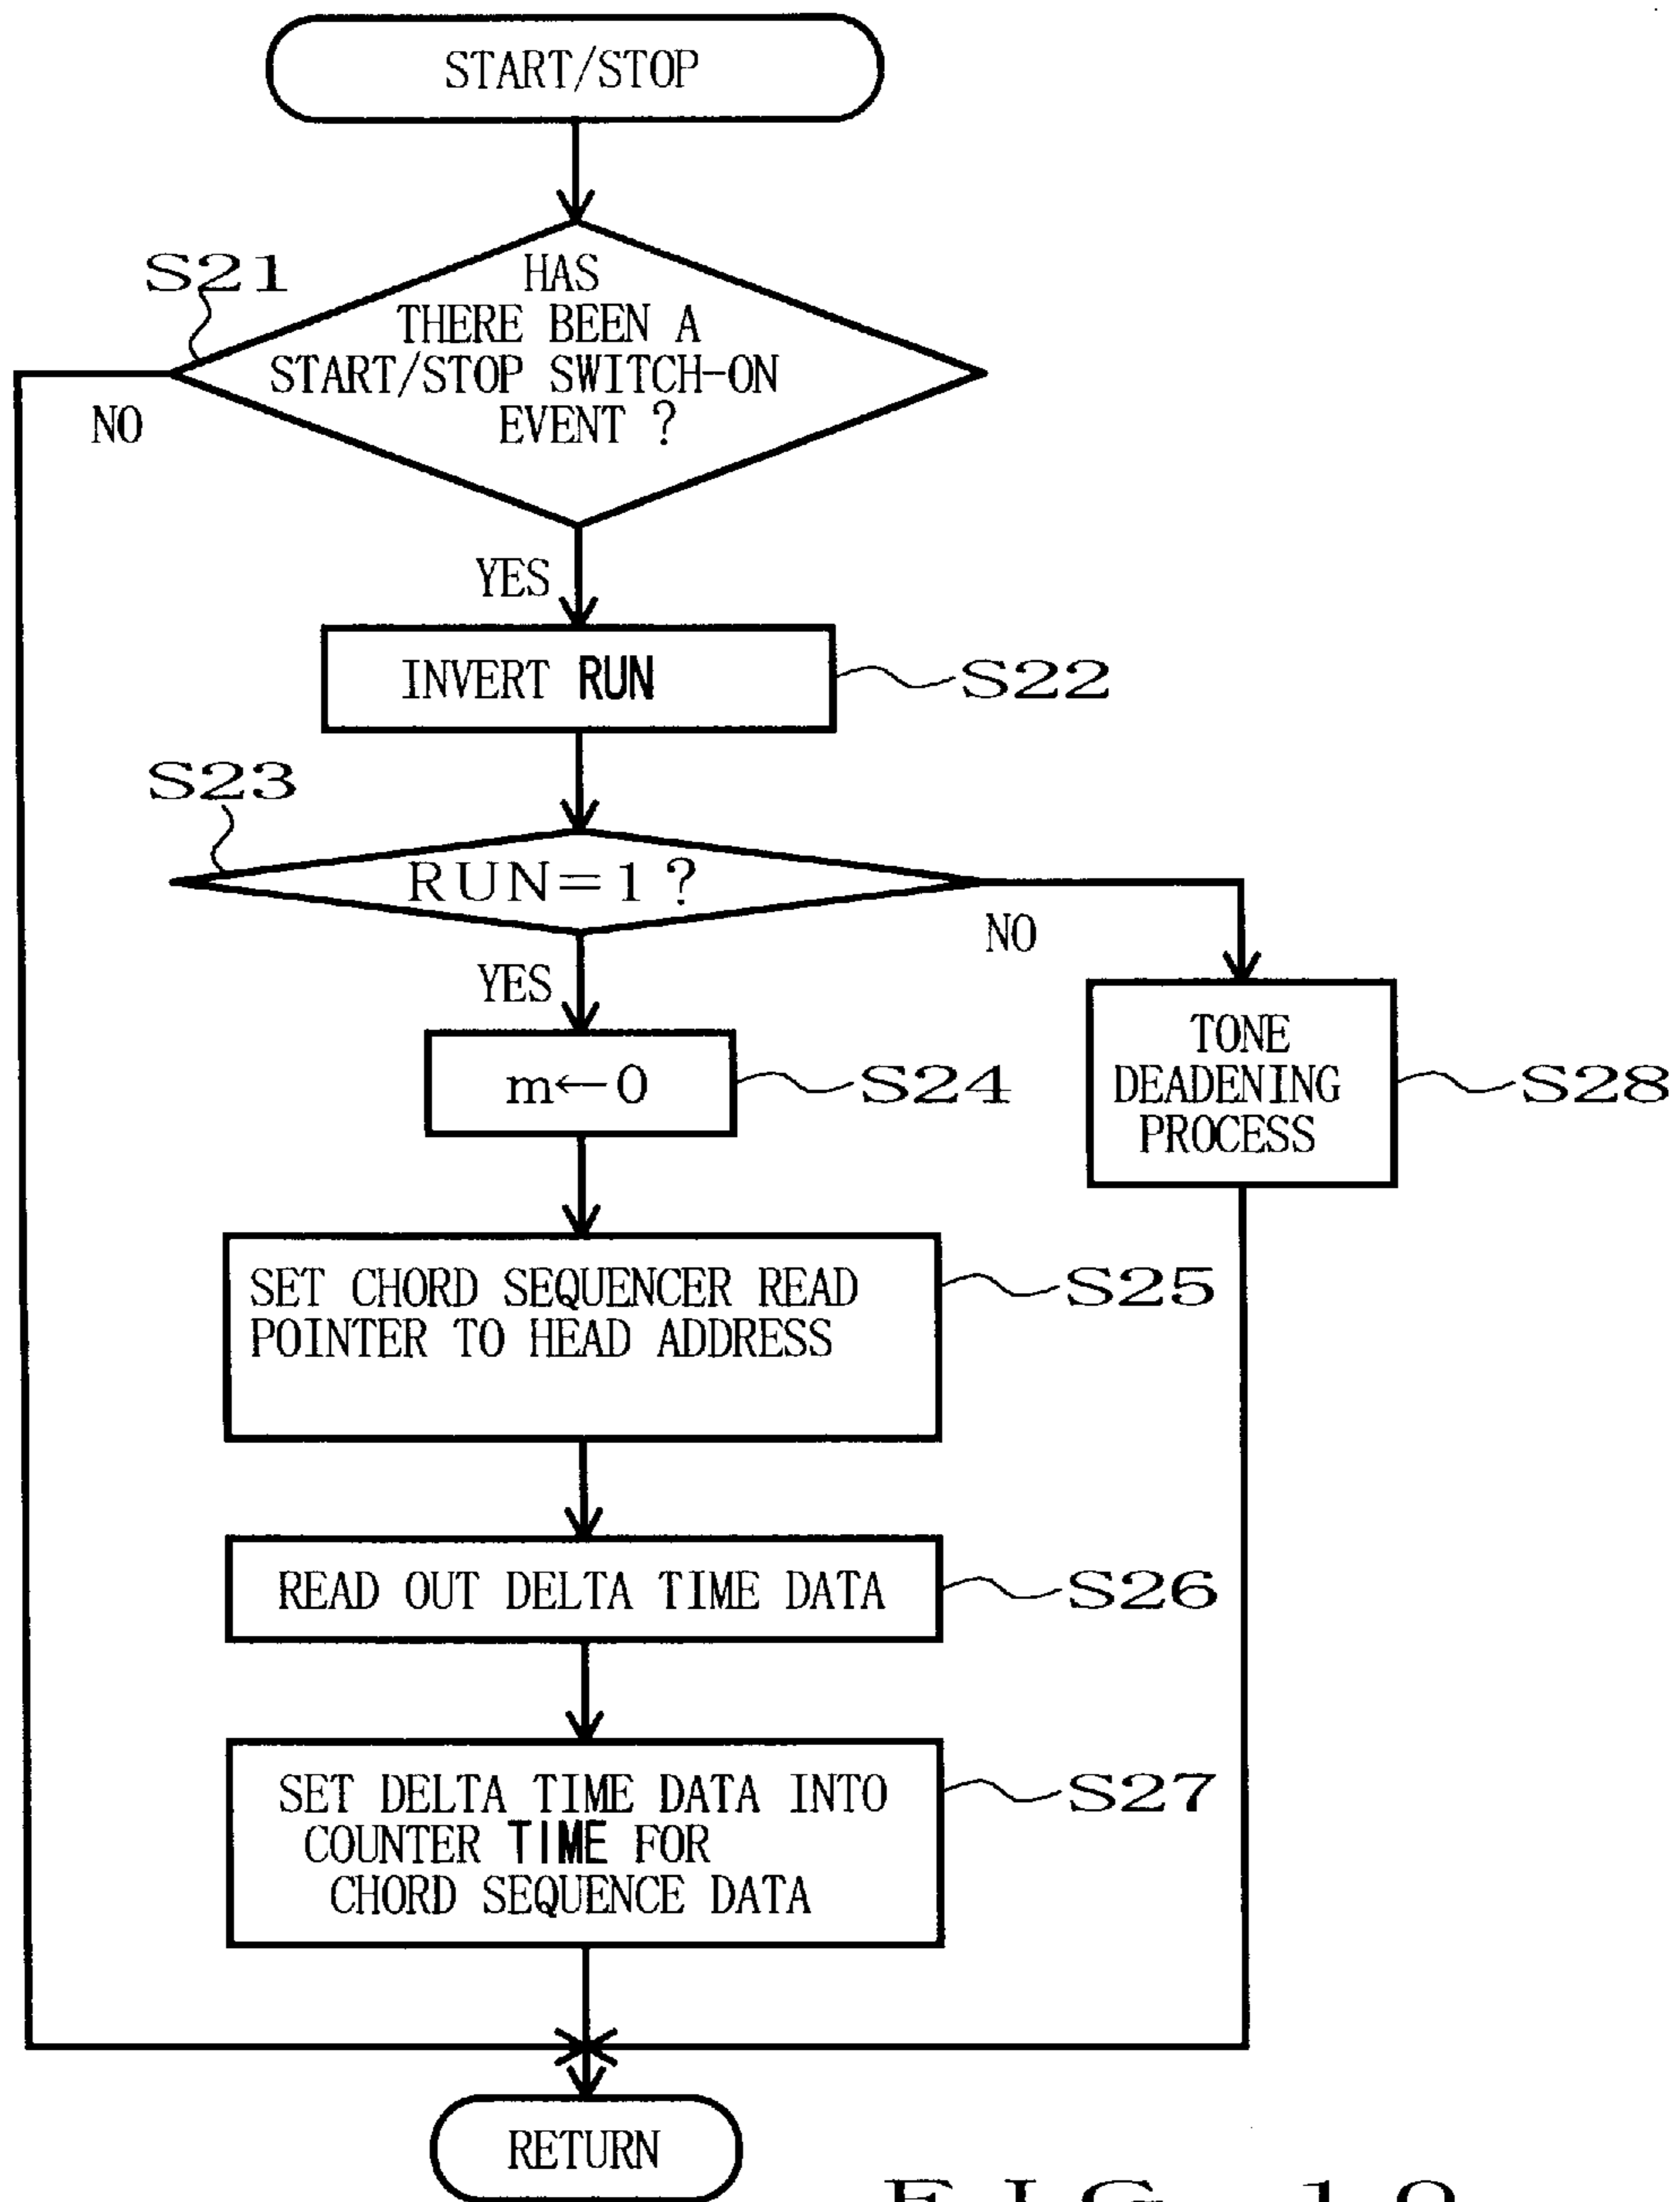 START/STOP
S21
HAS
THERE BEEN A
START/STOP SWITCH-ON
EVENT ?
NO
YES
INVERT RUN
S22
S23
RUN=1?
NO
YES
m←0
S24
TONE
DEADENING
PROCESS
S28
SET CHORD SEQUENCER READ
POINTER TO HEAD ADDRESS
S25
READ OUT DELTA TIME DATA
S26
SET DELTA TIME DATA INTO
COUNTER TIME FOR
CHORD SEQUENCE DATA
S27
RETURN
FIG.